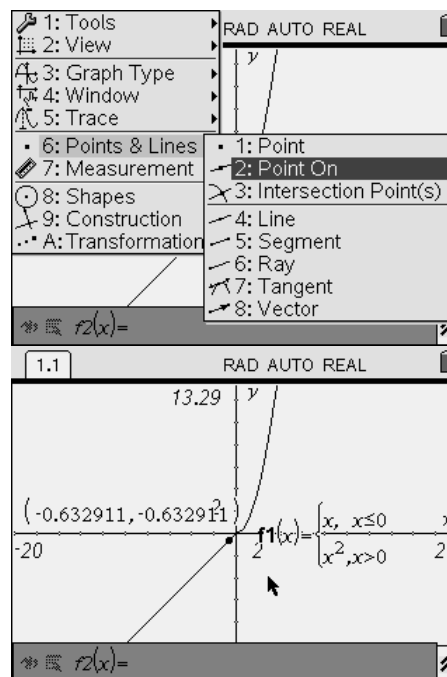 1: Tools
2: View
3: Graph Type
4: Window
5: Trace
6: Points & Lines
7: Measurement
8: Shapes
9: Construction
A: Transformation
RAD AUTO REAL
y
1: Point
2: Point On
3: Intersection Point(s)
4: Line
5: Segment
6: Ray
7: Tangent
8: Vector
f2(x)=
1.1
RAD AUTO REAL
13.29
y
(-0.632911,-0.632911)
2
f1(x)={x, x≤0
x²,x>0
x
-20
2
2
f2(x)=